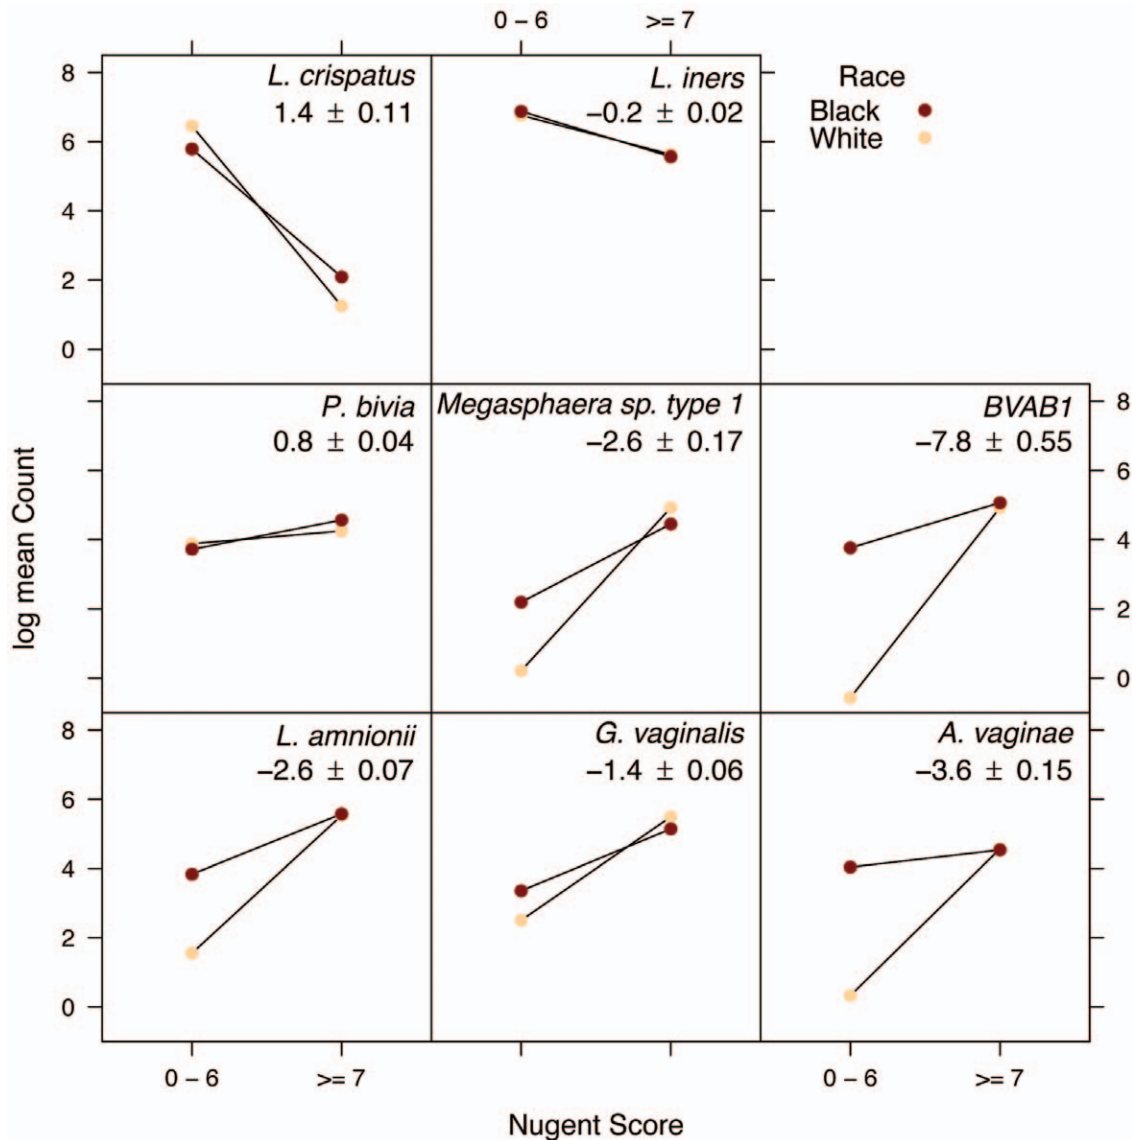 0 – 6 >= 7
8
6
4
2
0
L. crispatus
1.4 ± 0.11
L. iners
−0.2 ± 0.02
Race
Black
White
log mean Count
P. bivia
0.8 ± 0.04
Megasphaera sp. type 1
−2.6 ± 0.17
BVAB1
−7.8 ± 0.55
8
6
4
2
0
8
6
4
2
0
L. amnionii
−2.6 ± 0.07
G. vaginalis
−1.4 ± 0.06
A. vaginae
−3.6 ± 0.15
0 – 6 >= 7 0 – 6 >= 7
Nugent Score